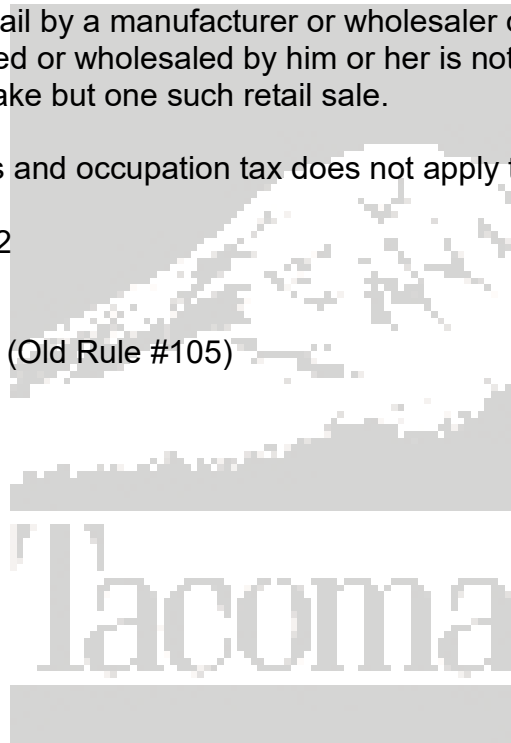 ail by a manufacturer or wholesaler
ed or wholesaled by him or her is not
ake but one such retail sale.
s and occupation tax does not apply
2
(Old Rule #105)
Tacoma